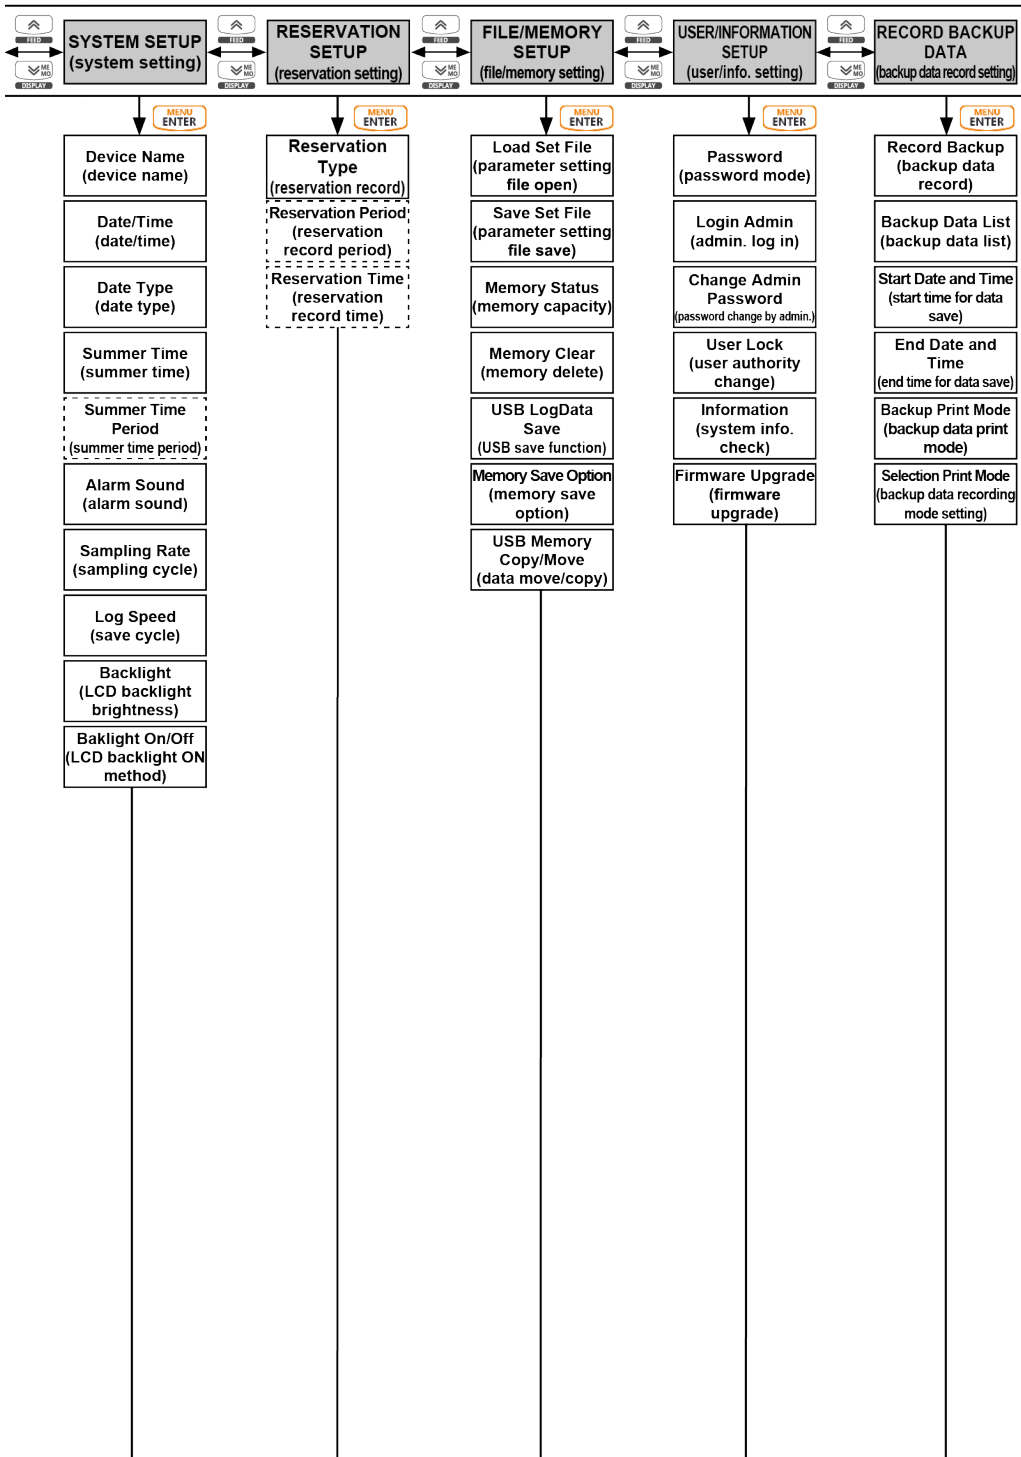 SYSTEM SETUP
(system setting)
RESERVATION
SETUP
(reservation setting)
FILE/MEMORY
SETUP
(file/memory setting)
USER/INFORMATION
SETUP
(user/info. setting)
RECORD BACKUP
DATA
(backup data record setting)
FEED
ME
MO
DISPLAY
FEED
ME
MO
DISPLAY
FEED
ME
MO
DISPLAY
FEED
ME
MO
DISPLAY
FEED
ME
MO
DISPLAY
MENU
ENTER
Device Name
(device name)
Date/Time
(date/time)
Date Type
(date type)
Summer Time
(summer time)
Summer Time
Period
(summer time period)
Alarm Sound
(alarm sound)
Sampling Rate
(sampling cycle)
Log Speed
(save cycle)
Backlight
(LCD backlight
brightness)
Baklight On/Off
(LCD backlight ON
method)
MENU
ENTER
Reservation
Type
(reservation record)
Reservation Period
(reservation
record period)
Reservation Time
(reservation
record time)
MENU
ENTER
Load Set File
(parameter setting
file open)
Save Set File
(parameter setting
file save)
Memory Status
(memory capacity)
Memory Clear
(memory delete)
USB LogData
Save
(USB save function)
Memory Save Option
(memory save
option)
USB Memory
Copy/Move
(data move/copy)
MENU
ENTER
Password
(password mode)
Login Admin
(admin. log in)
Change Admin
Password
(password change by admin.)
User Lock
(user authority
change)
Information
(system info.
check)
Firmware Upgrade
(firmware
upgrade)
MENU
ENTER
Record Backup
(backup data
record)
Backup Data List
(backup data list)
Start Date and Time
(start time for data
save)
End Date and
Time
(end time for data save)
Backup Print Mode
(backup data print
mode)
Selection Print Mode
(backup data recording
mode setting)